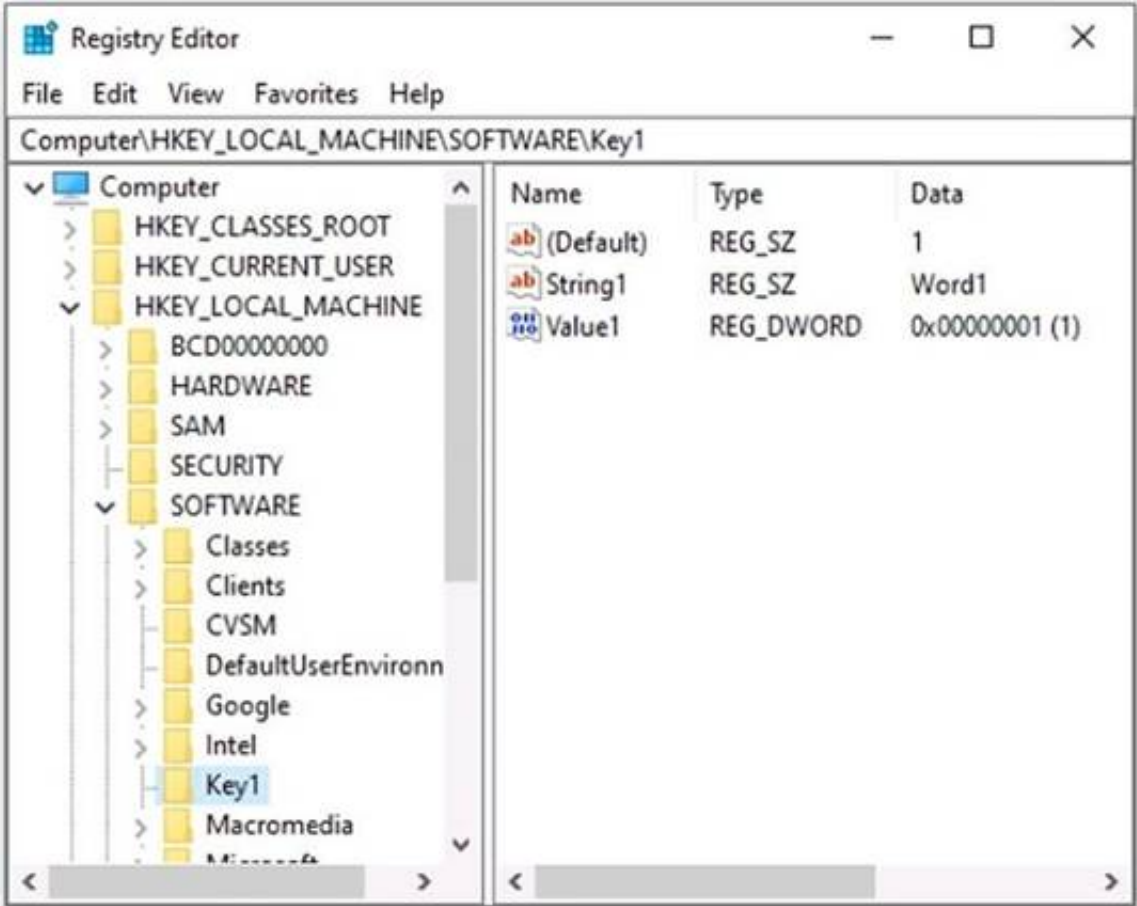 Registry Editor
File Edit View Favorites Help
Computer\HKEY_LOCAL_MACHINE\SOFTWARE\Key1
Computer
HKEY_CLASSES_ROOT
HKEY_CURRENT_USER
HKEY_LOCAL_MACHINE
BCD00000000
HARDWARE
SAM
SECURITY
SOFTWARE
Classes
Clients
CVSM
DefaultUserEnvironn
Google
Intel
Key1
Macromedia
Microsoft
Name Type Data
(Default) REG_SZ 1
String1 REG_SZ Word1
Value1 REG_DWORD 0x00000001 (1)